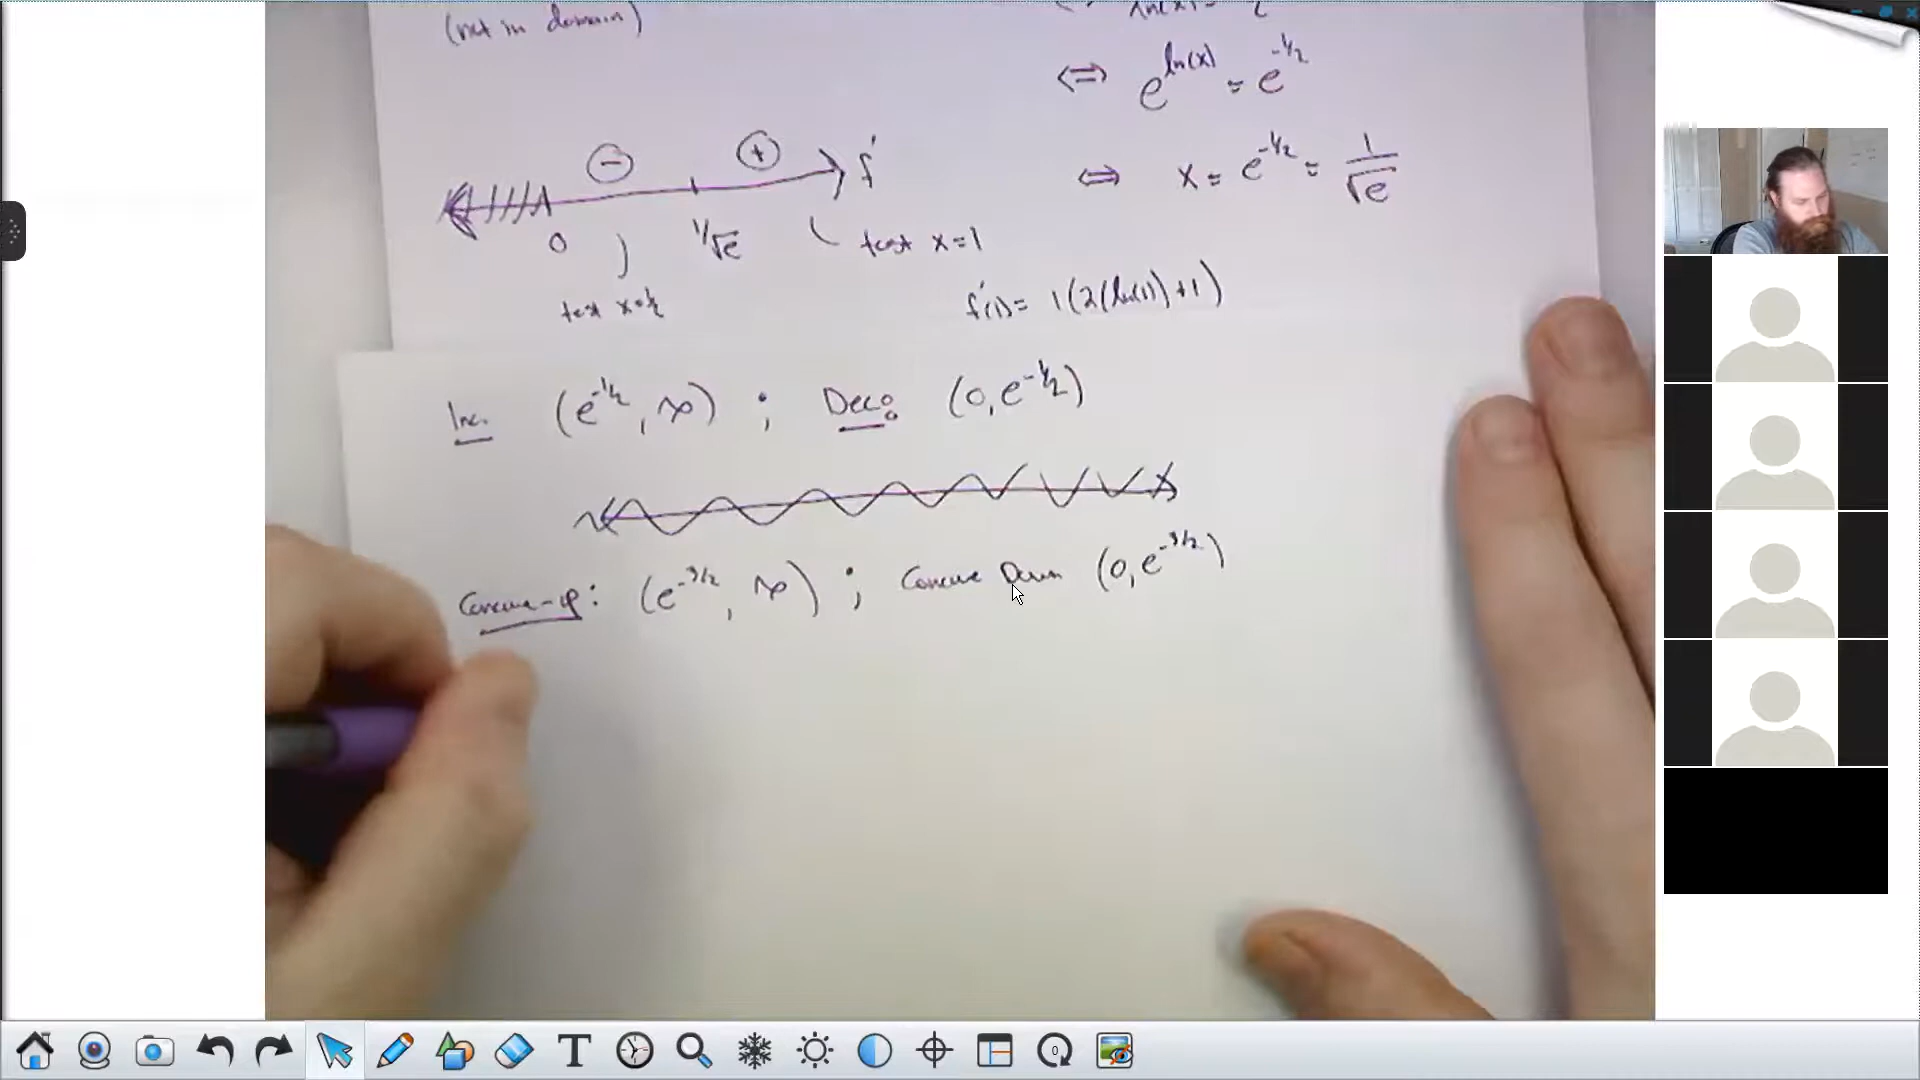 (not in domain)
⇔ e^{ln(x)} = e^{-1/2}
⊖ ⊕ f'
⇔ x = e^{-1/2} = 1/√e
0 1/√e test x=1
test x=1/2 f'(1)= 1(2(ln(1))+1)
Inc. (e^{-1/2}, ∞) ; Dec. (0, e^{-1/2})
Concave-up: (e^{-3/2}, ∞) ; Concave Down (0, e^{-3/2})
T
0